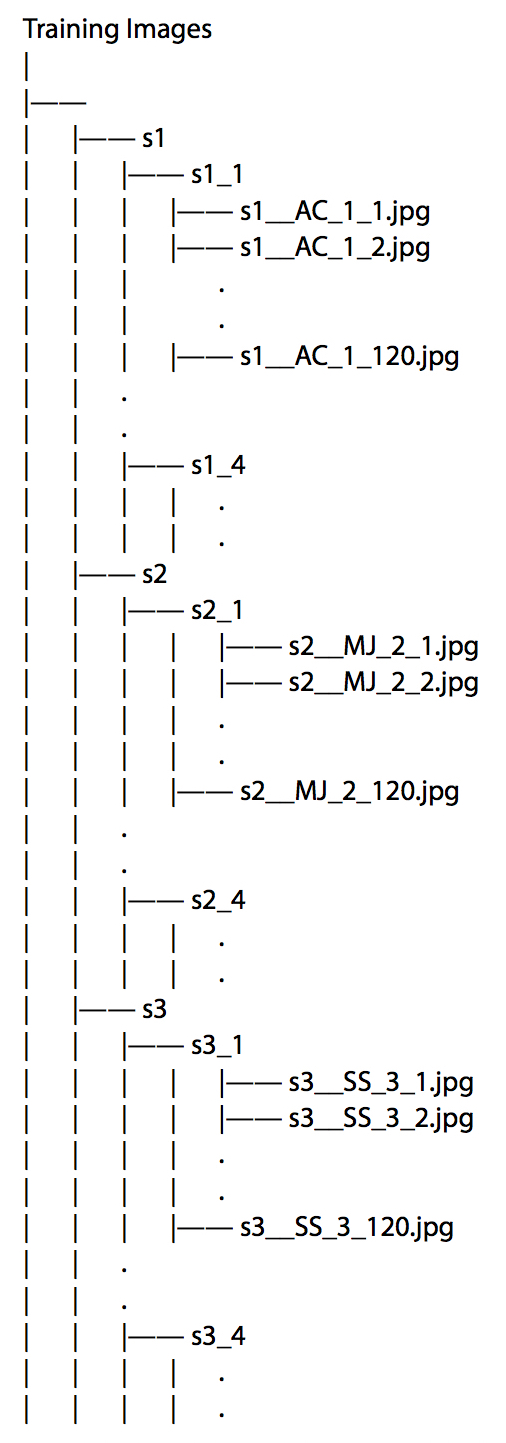 Training Images
|
|——
| |—— s1
| | |—— s1_1
| | | |—— s1__AC_1_1.jpg
| | | |—— s1__AC_1_2.jpg
| | | .
| | | .
| | | |—— s1__AC_1_120.jpg
| | .
| | .
| | |—— s1_4
| | | | .
| | | | .
| |—— s2
| | |—— s2_1
| | | | |—— s2__MJ_2_1.jpg
| | | | |—— s2__MJ_2_2.jpg
| | | | .
| | | | .
| | | |—— s2__MJ_2_120.jpg
| | .
| | .
| | |—— s2_4
| | | | .
| | | | .
| |—— s3
| | |—— s3_1
| | | | |—— s3__SS_3_1.jpg
| | | | |—— s3__SS_3_2.jpg
| | | | .
| | | | .
| | | |—— s3__SS_3_120.jpg
| | .
| | .
| | |—— s3_4
| | | | .
| | | | .